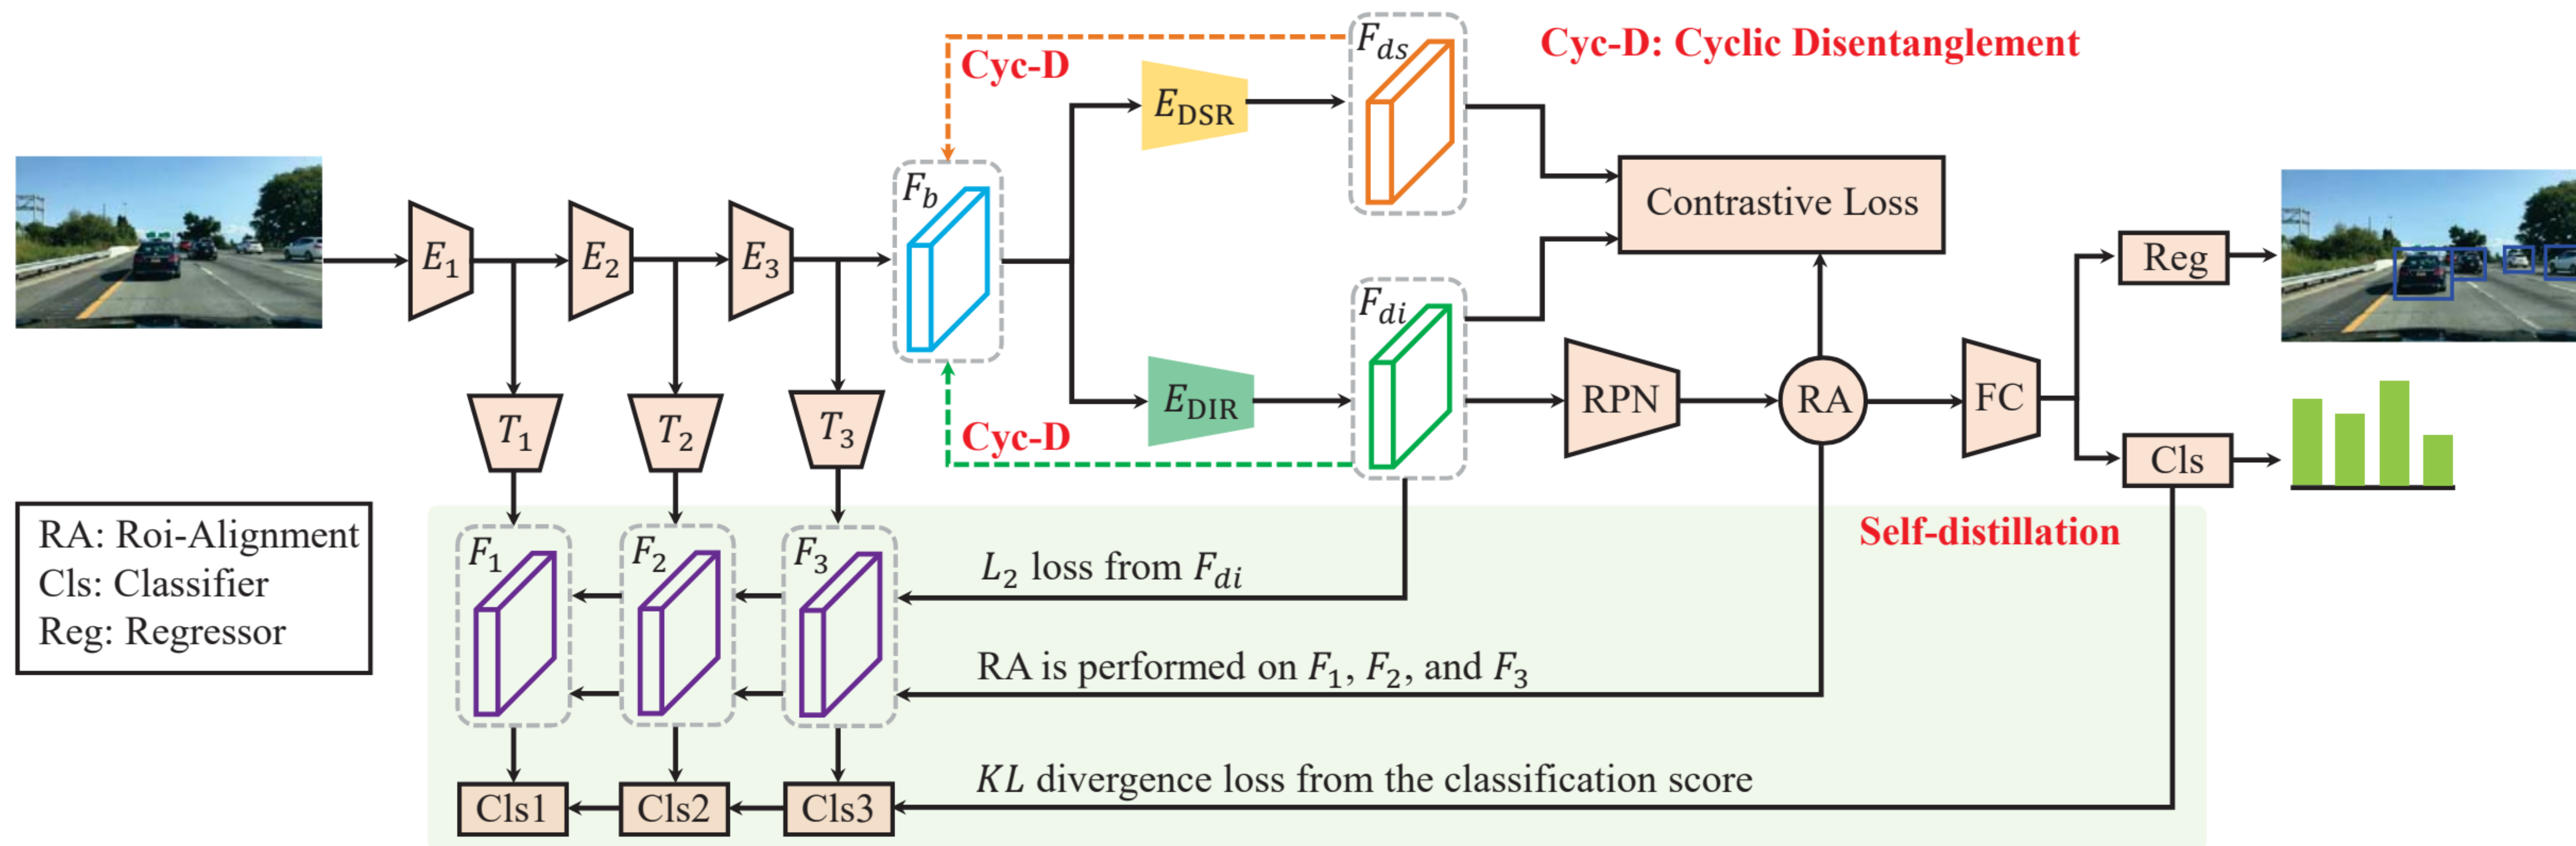 Cyc-D: Cyclic Disentanglement
F_ds
Cyc-D
E_DSR
F_b
Contrastive Loss
E_1
E_2
E_3
Reg
F_di
E_DIR
RPN
RA
FC
T_1
T_2
T_3
Cyc-D
Cls
RA: Roi-Alignment
Cls: Classifier
Reg: Regressor
Self-distillation
F_1
F_2
F_3
L_2 loss from F_di
RA is performed on F_1, F_2, and F_3
KL divergence loss from the classification score
Cls1
Cls2
Cls3